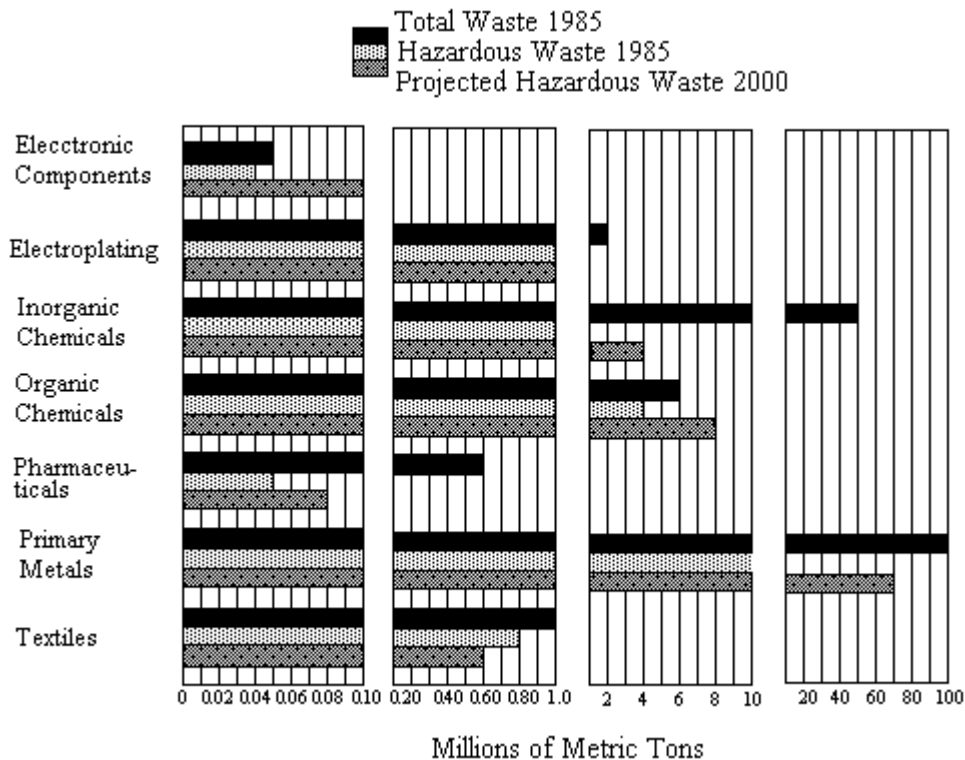 Total Waste 1985
Hazardous Waste 1985
Projected Hazardous Waste 2000
Elecctronic
Components
Electroplating
Inorganic
Chemicals
Organic
Chemicals
Pharmaceu-
ticals
Primary
Metals
Textiles
0 0.02 0.04 0.06 0.08 0.10 0.20 0.40 0.60 0.80 1.0 2 4 6 8 10 20 40 60 80 100
Millions of Metric Tons